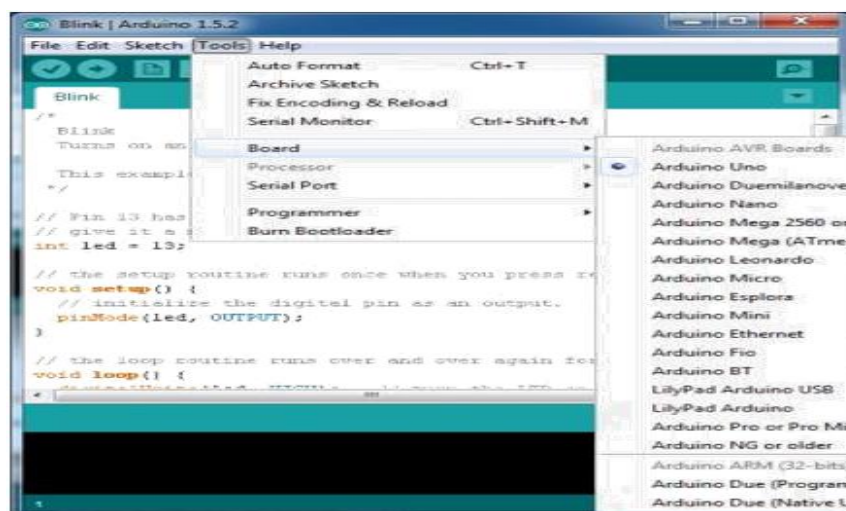 Blink | Arduino 1.5.2
File Edit Sketch Tools Help
Auto Format Ctrl+T
Archive Sketch
Fix Encoding & Reload
Serial Monitor Ctrl+Shift+M
Board
Processor
Serial Port
Programmer
Burn Bootloader
Arduino AVR Boards
Arduino Uno
Arduino Duemilanove
Arduino Nano
Arduino Mega 2560 or
Arduino Mega (ATme
Arduino Leonardo
Arduino Micro
Arduino Esplora
Arduino Mini
Arduino Ethernet
Arduino Fio
Arduino BT
LilyPad Arduino USB
LilyPad Arduino
Arduino Pro or Pro Mi
Arduino NG or older
Arduino ARM (32-bits
Arduino Due (Program
Arduino Due (Native U
Blink
/*
Blink
Turns on an
This exampl
*/
// Pin 13 has
// give it a
int led = 13;
// the setup routine runs once when you press re
void setup() {
// initialize the digital pin as an output.
pinMode(led, OUTPUT);
}
// the loop routine runs over and over again for
void loop() {
1